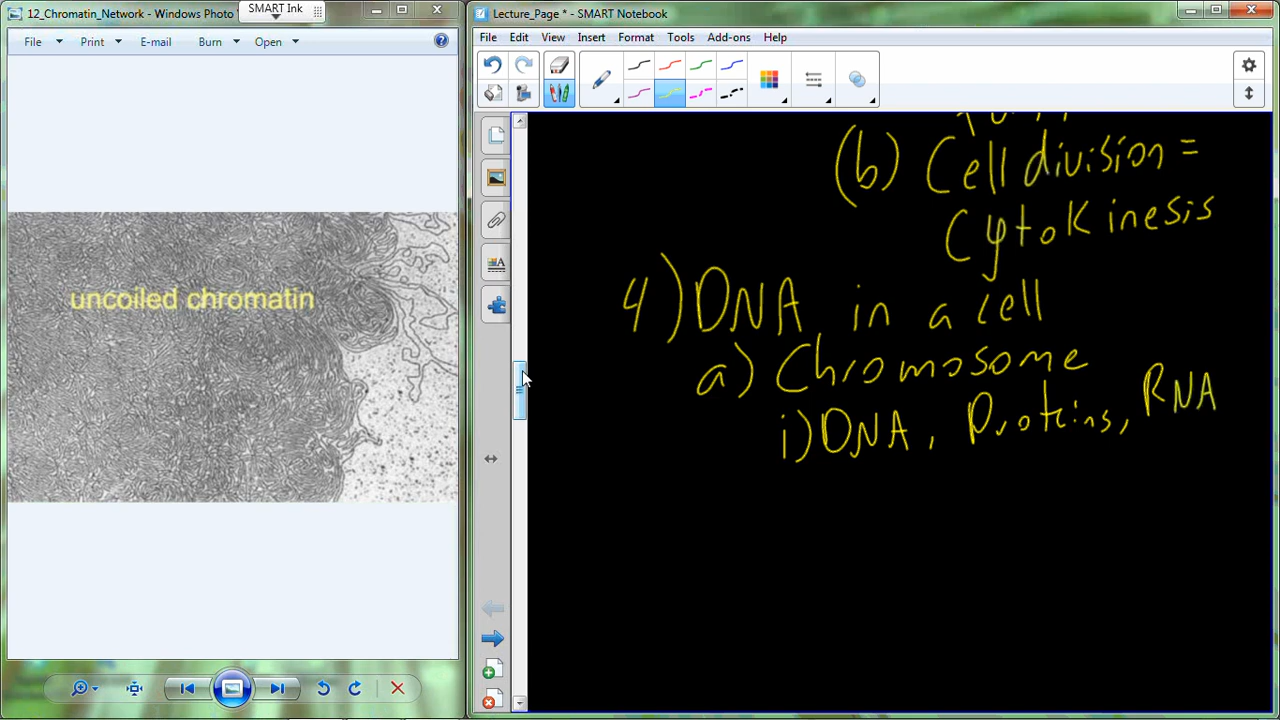 12_Chromatin_Network - Windows Photo
SMART Ink
File Print E-mail Burn Open
uncoiled chromatin
Lecture_Page * - SMART Notebook
File Edit View Insert Format Tools Add-ons Help
(b) Cell division =
Cytokinesis
4) DNA in a cell
a) Chromosome
i) DNA, Proteins, RNA